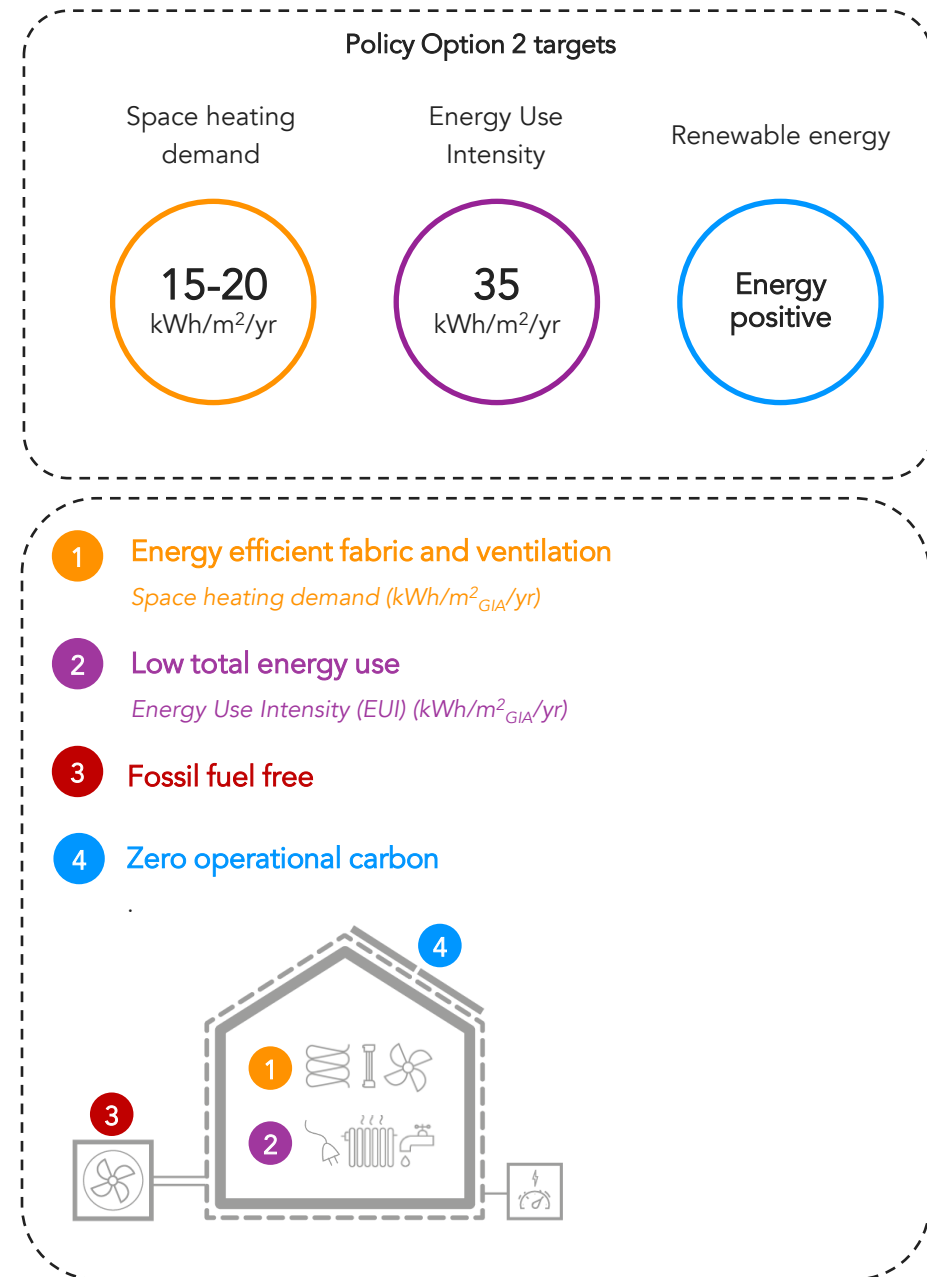 Policy Option 2 targets
Space heating
demand
Energy Use
Intensity
Renewable energy
15-20
kWh/m²/yr
35
kWh/m²/yr
Energy
positive
1 Energy efficient fabric and ventilation
Space heating demand (kWh/m²GIA/yr)
2 Low total energy use
Energy Use Intensity (EUI) (kWh/m²GIA/yr)
3 Fossil fuel free
4 Zero operational carbon
.
4
1
3
2